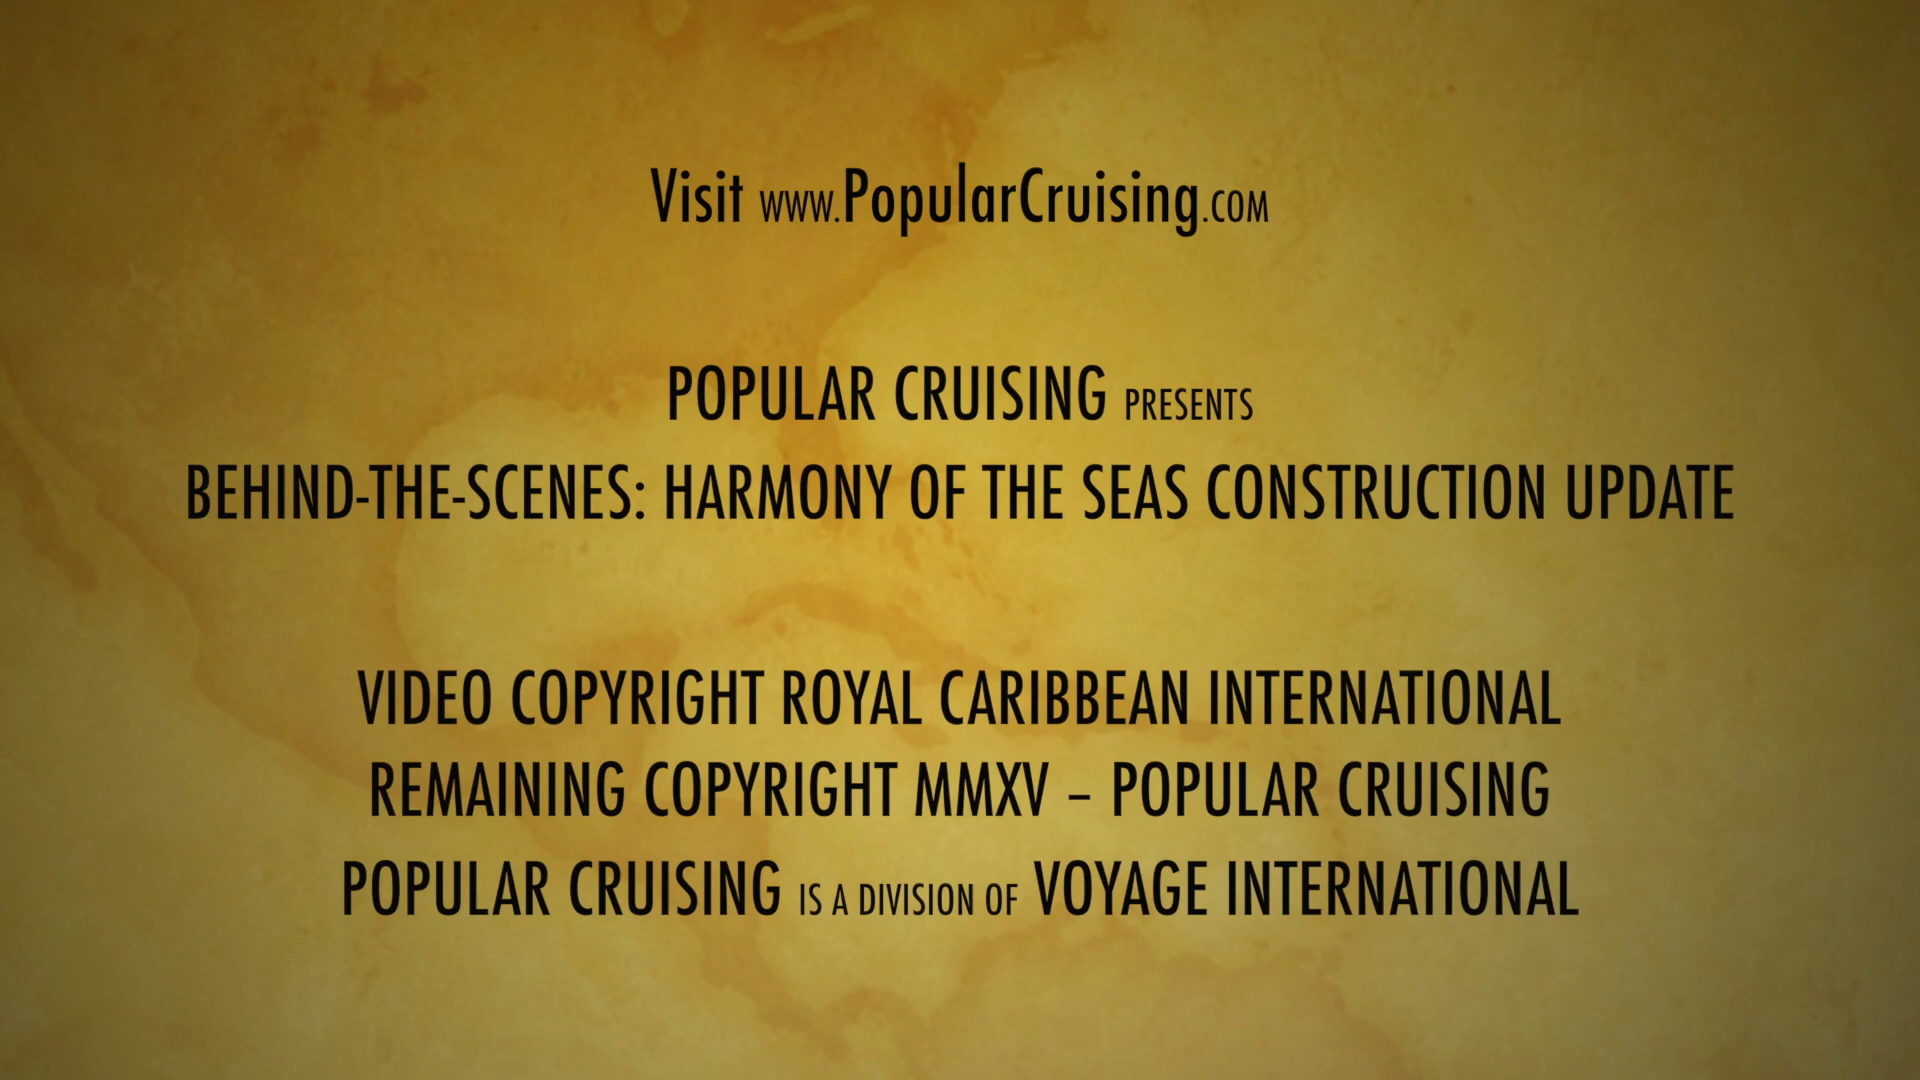 Visit www.PopularCruising.com
POPULAR CRUISING PRESENTS
BEHIND-THE-SCENES: HARMONY OF THE SEAS CONSTRUCTION UPDATE
VIDEO COPYRIGHT ROYAL CARIBBEAN INTERNATIONAL
REMAINING COPYRIGHT MMXV – POPULAR CRUISING
POPULAR CRUISING IS A DIVISION OF VOYAGE INTERNATIONAL